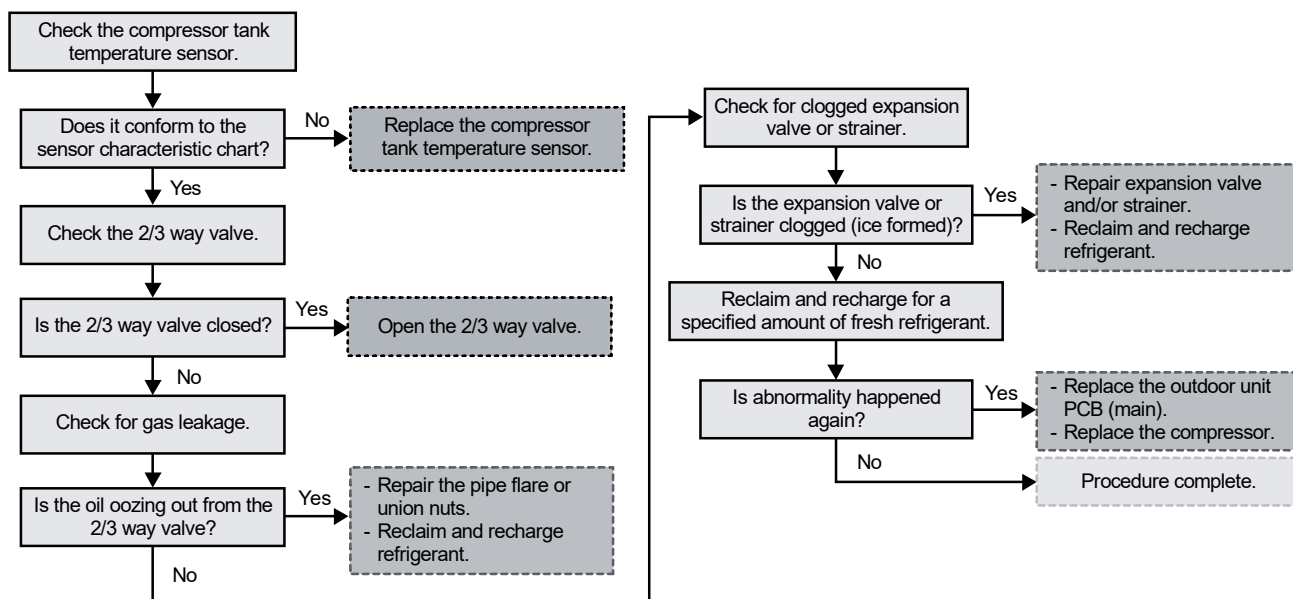 Check the compressor tank
temperature sensor.
Does it conform to the
sensor characteristic chart?
No
Replace the compressor
tank temperature sensor.
Yes
Check the 2/3 way valve.
Is the 2/3 way valve closed?
Yes
Open the 2/3 way valve.
No
Check for gas leakage.
Is the oil oozing out from the
2/3 way valve?
Yes
- Repair the pipe flare or
union nuts.
- Reclaim and recharge
refrigerant.
No
Check for clogged expansion
valve or strainer.
Is the expansion valve or
strainer clogged (ice formed)?
Yes
- Repair expansion valve
and/or strainer.
- Reclaim and recharge
refrigerant.
No
Reclaim and recharge for a
specified amount of fresh refrigerant.
Is abnormality happened
again?
Yes
- Replace the outdoor unit
PCB (main).
- Replace the compressor.
No
Procedure complete.